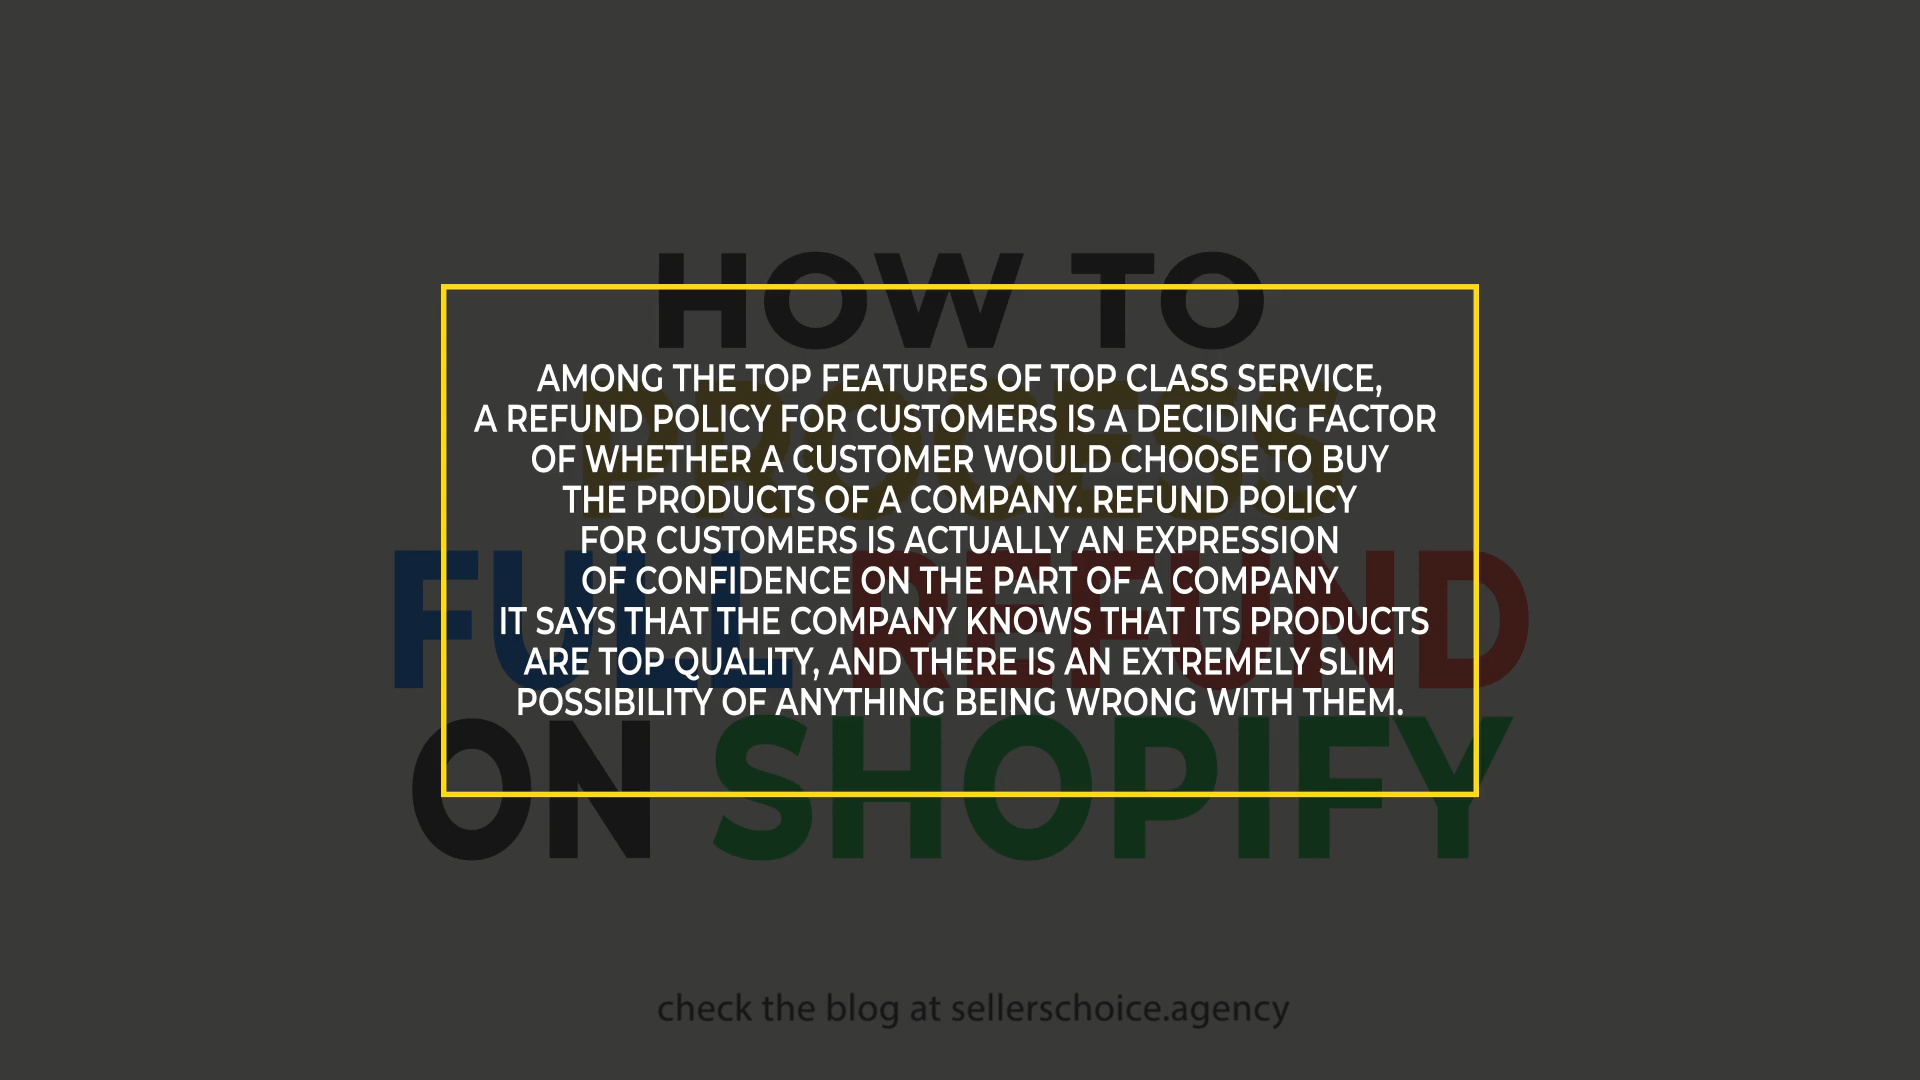 HOW TO
PROCESS
FULL REFUND
ON SHOPIFY
AMONG THE TOP FEATURES OF TOP CLASS SERVICE,
A REFUND POLICY FOR CUSTOMERS IS A DECIDING FACTOR
OF WHETHER A CUSTOMER WOULD CHOOSE TO BUY
THE PRODUCTS OF A COMPANY. REFUND POLICY
FOR CUSTOMERS IS ACTUALLY AN EXPRESSION
OF CONFIDENCE ON THE PART OF A COMPANY
IT SAYS THAT THE COMPANY KNOWS THAT ITS PRODUCTS
ARE TOP QUALITY, AND THERE IS AN EXTREMELY SLIM
POSSIBILITY OF ANYTHING BEING WRONG WITH THEM.
check the blog at sellerschoice.agency